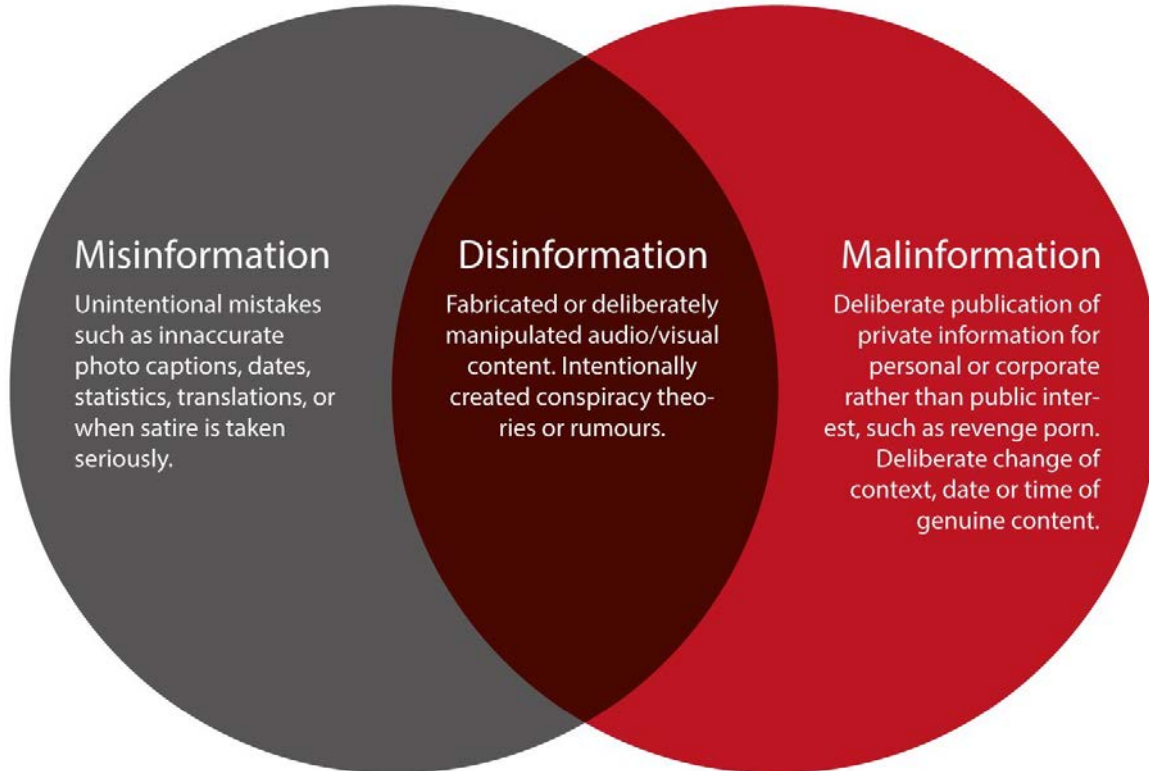 Misinformation
Unintentional mistakes
such as innaccurate
photo captions, dates,
statistics, translations, or
when satire is taken
seriously.
Disinformation
Fabricated or deliberately
manipulated audio/visual
content. Intentionally
created conspiracy theo-
ries or rumours.
Malinformation
Deliberate publication of
private information for
personal or corporate
rather than public inter-
est, such as revenge porn.
Deliberate change of
context, date or time of
genuine content.